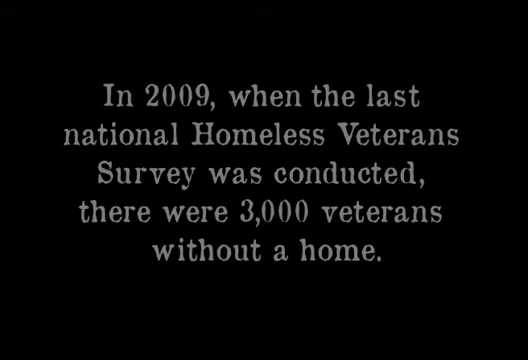 In 2009, when the last
national Homeless Veterans
Survey was conducted,
there were 3,000 veterans
without a home.